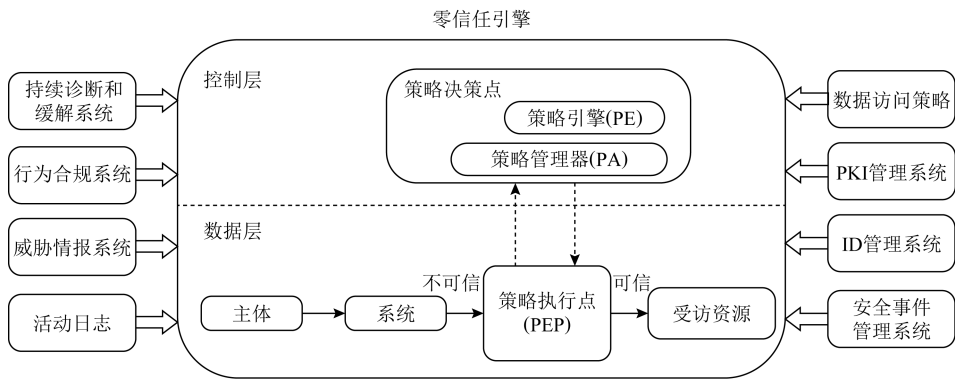 零信任引擎
持续诊断和
缓解系统
行为合规系统
威胁情报系统
活动日志
控制层
策略决策点
策略引擎(PE)
策略管理器(PA)
数据层
主体
系统
不可信
策略执行点
(PEP)
可信
受访资源
数据访问策略
PKI管理系统
ID管理系统
安全事件
管理系统